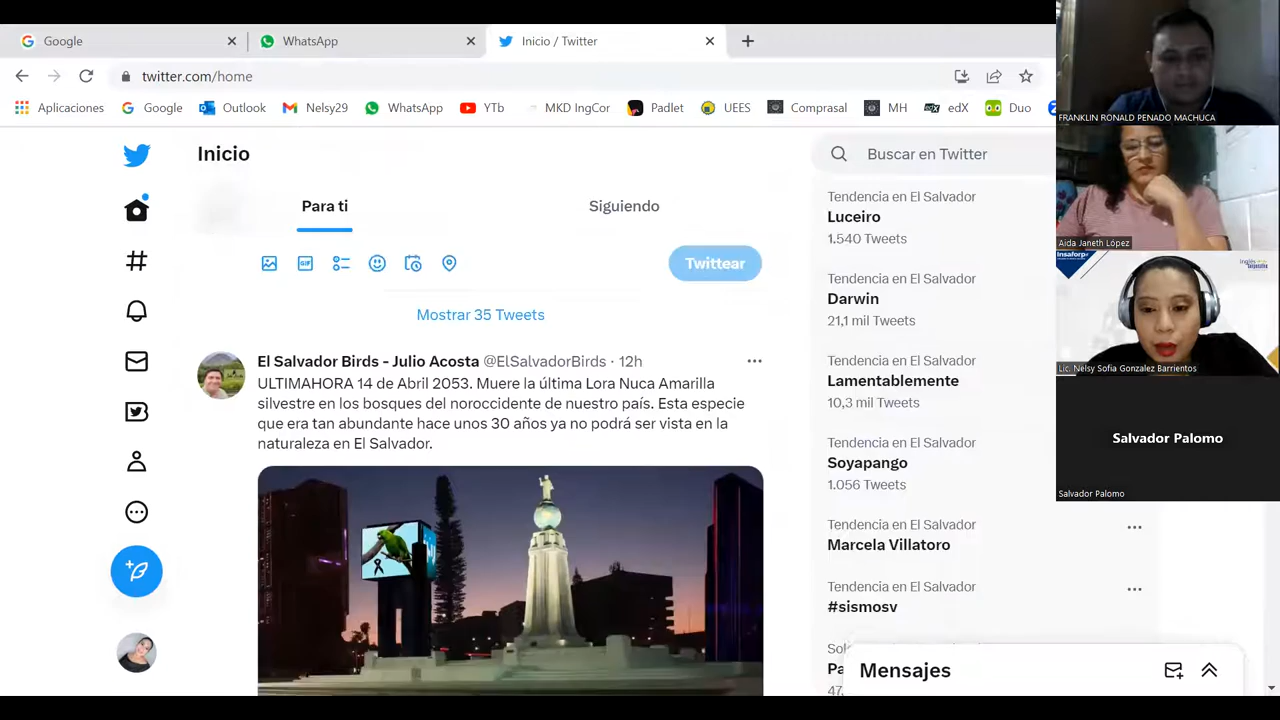 Google
WhatsApp
Inicio / Twitter
twitter.com/home
Aplicaciones
Google
Outlook
Nelsy29
WhatsApp
YTb
MKD IngCor
Padlet
UEES
Comprasal
MH
edX
Duo
Inicio
Para ti
Siguiendo
GIF
Twittear
Mostrar 35 Tweets
El Salvador Birds - Julio Acosta @ElSalvadorBirds · 12h
ULTIMAHORA 14 de Abril 2053. Muere la última Lora Nuca Amarilla
silvestre en los bosques del noroccidente de nuestro país. Esta especie
que era tan abundante hace unos 30 años ya no podrá ser vista en la
naturaleza en El Salvador.
Buscar en Twitter
Tendencia en El Salvador
Luceiro
1.540 Tweets
Tendencia en El Salvador
Darwin
21,1 mil Tweets
Tendencia en El Salvador
Lamentablemente
10,3 mil Tweets
Tendencia en El Salvador
Soyapango
1.056 Tweets
Tendencia en El Salvador
Marcela Villatoro
Tendencia en El Salvador
#sismosv
Mensajes
FRANKLIN RONALD PENADO MACHUCA
Aida Janeth López
Insaforp
Inglés
Lic. Nelsy Sofia Gonzalez Barrientos
Salvador Palomo
Salvador Palomo